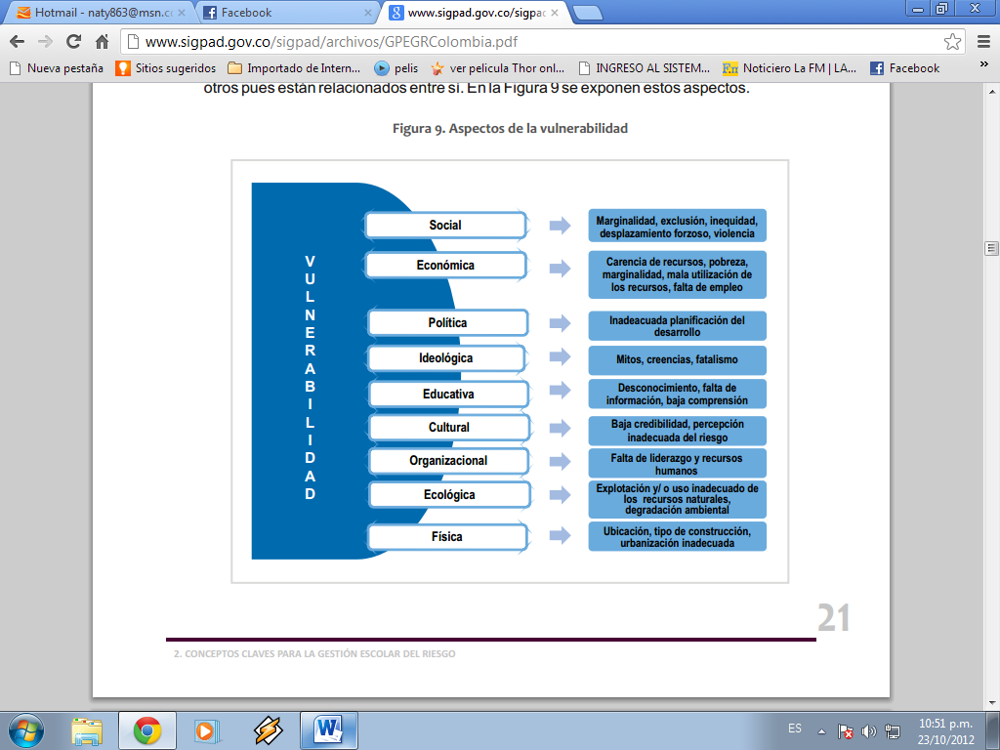 Hotmail - naty863@msn.c
Facebook
www.sigpad.gov.co/sigpa
www.sigpad.gov.co/sigpad/archivos/GPEGRColombia.pdf
Nueva pestaña
Sitios sugeridos
Importado de Intern...
pelis
ver pelicula Thor onl...
INGRESO AL SISTEM...
Noticiero La FM | LA...
Facebook
»
otros pues están relacionados entre sí. En la Figura 9 se exponen estos aspectos.
Figura 9. Aspectos de la vulnerabilidad
V
U
L
N
E
R
A
B
I
L
I
D
A
D
Social
Marginalidad, exclusión, inequidad,
desplazamiento forzoso, violencia
Económica
Carencia de recursos, pobreza,
marginalidad, mala utilización de
los recursos, falta de empleo
Política
Inadeacuada planificación del
desarrollo
Ideológica
Mitos, creencias, fatalismo
Educativa
Desconocimiento, falta de
información, baja comprensión
Cultural
Baja credibilidad, percepción
inadecuada del riesgo
Organizacional
Falta de liderazgo y recursos
humanos
Ecológica
Explotación y/ o uso inadecuado de
los recursos naturales,
degradación ambiental
Física
Ubicación, tipo de construcción,
urbanización inadecuada
21
2. CONCEPTOS CLAVES PARA LA GESTIÓN ESCOLAR DEL RIESGO
ES
10:51 p.m.
23/10/2012